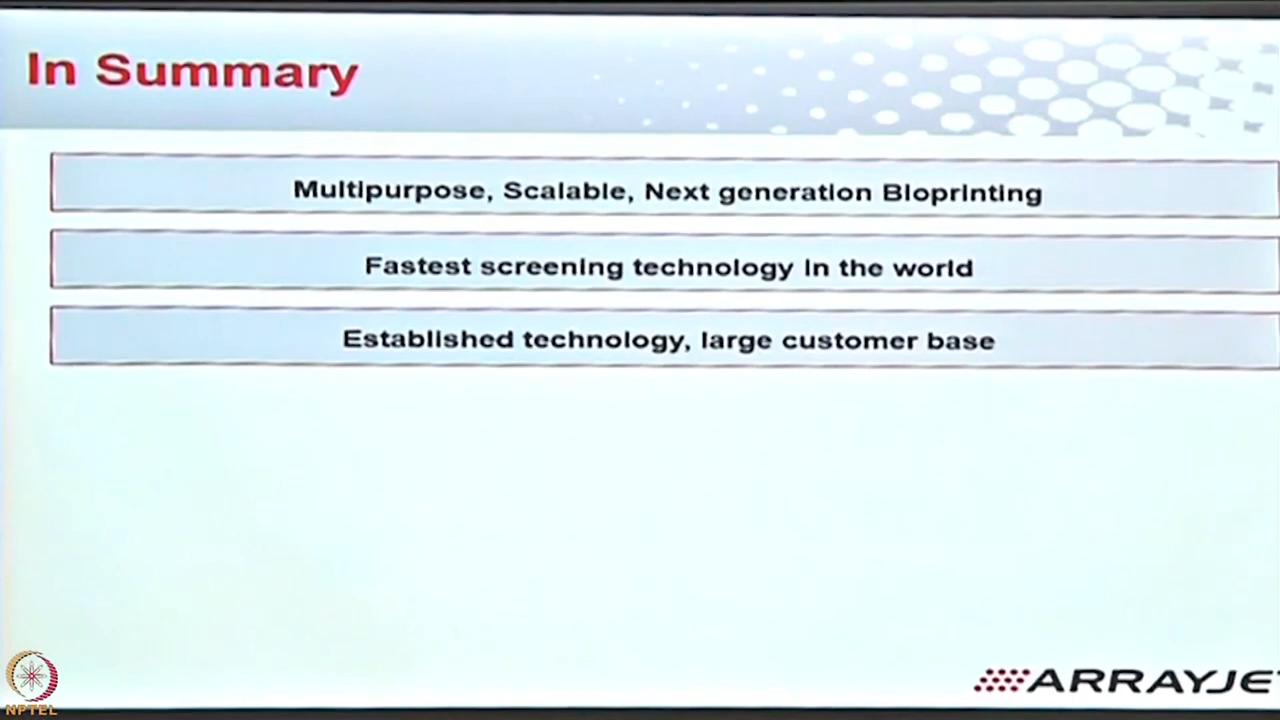 In Summary
Multipurpose, Scalable, Next generation Bioprinting
Fastest screening technology in the world
Established technology, large customer base
ARRAYJE
NPTEL